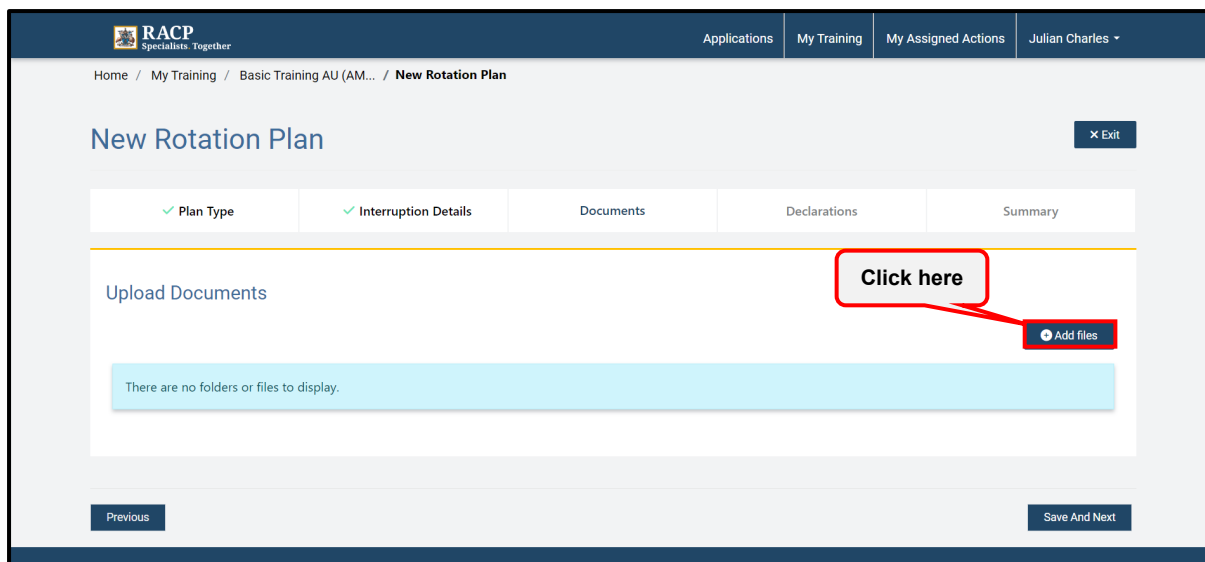 RACP
Specialists. Together
Applications My Training My Assigned Actions Julian Charles
Home / My Training / Basic Training AU (AM... / New Rotation Plan
New Rotation Plan
× Exit
Plan Type Interruption Details Documents Declarations Summary
Click here
Upload Documents
Add files
There are no folders or files to display.
Previous
Save And Next